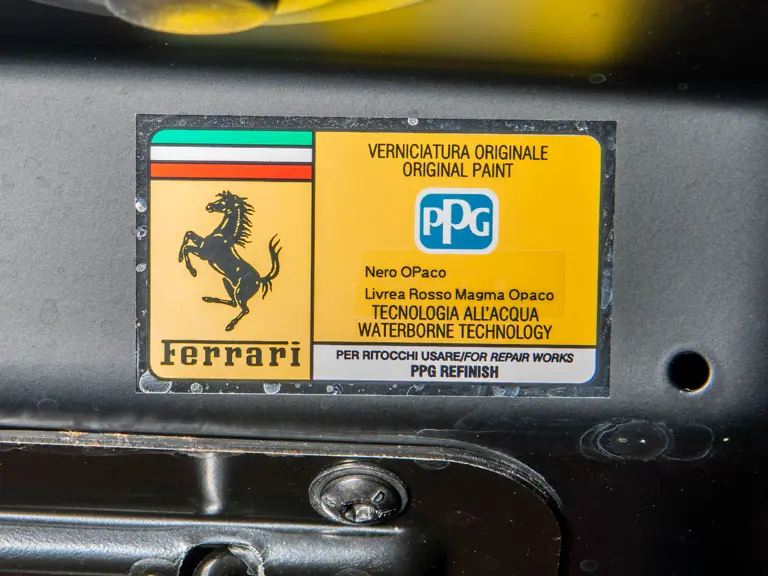 VERNICIATURA ORIGINALE
ORIGINAL PAINT
PPG
Nero OPaco
Livrea Rosso Magma Opaco
TECNOLOGIA ALL'ACQUA
WATERBORNE TECHNOLOGY
Ferrari
PER RITOCCHI USARE/FOR REPAIR WORKS
PPG REFINISH